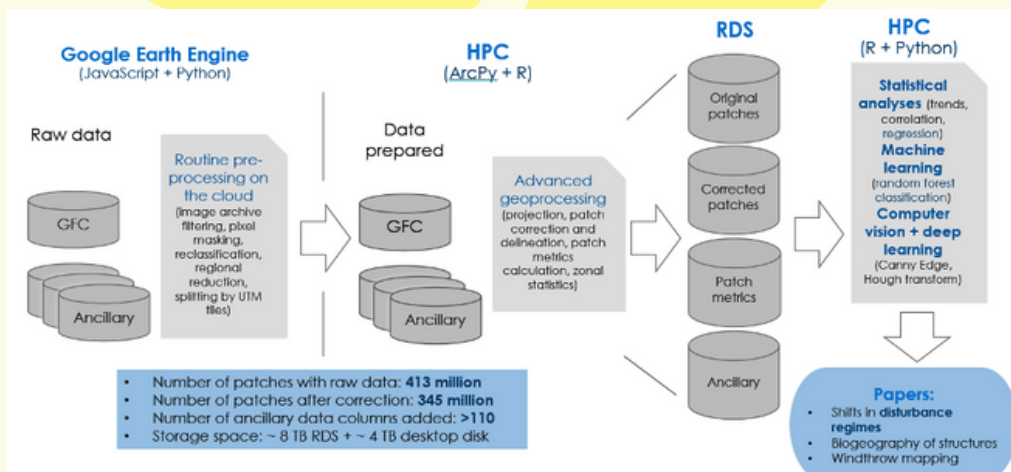 Google Earth Engine
(JavaScript + Python)
Raw data
GFC
Ancillary
Routine pre-
processing on
the cloud
(image archive
filtering, pixel
masking,
reclassification,
regional
reduction,
splitting by UTM
tiles)
HPC
(ArcPy + R)
Data
prepared
GFC
Ancillary
Advanced
geoprocessing
(projection, patch
correction and
delineation, patch
metrics
calculation, zonal
statistics)
RDS
Original
patches
Corrected
patches
Patch
metrics
Ancillary
HPC
(R + Python)
Statistical
analyses (trends,
correlation,
regression)
Machine
learning
(random forest
classification)
Computer
vision + deep
learning
(Canny Edge,
Hough transform)
• Number of patches with raw data: 413 million
• Number of patches after correction: 345 million
• Number of ancillary data columns added: >110
• Storage space: ~ 8 TB RDS + ~ 4 TB desktop disk
Papers:
• Shifts in disturbance
regimes
• Biogeography of structures
• Windthrow mapping